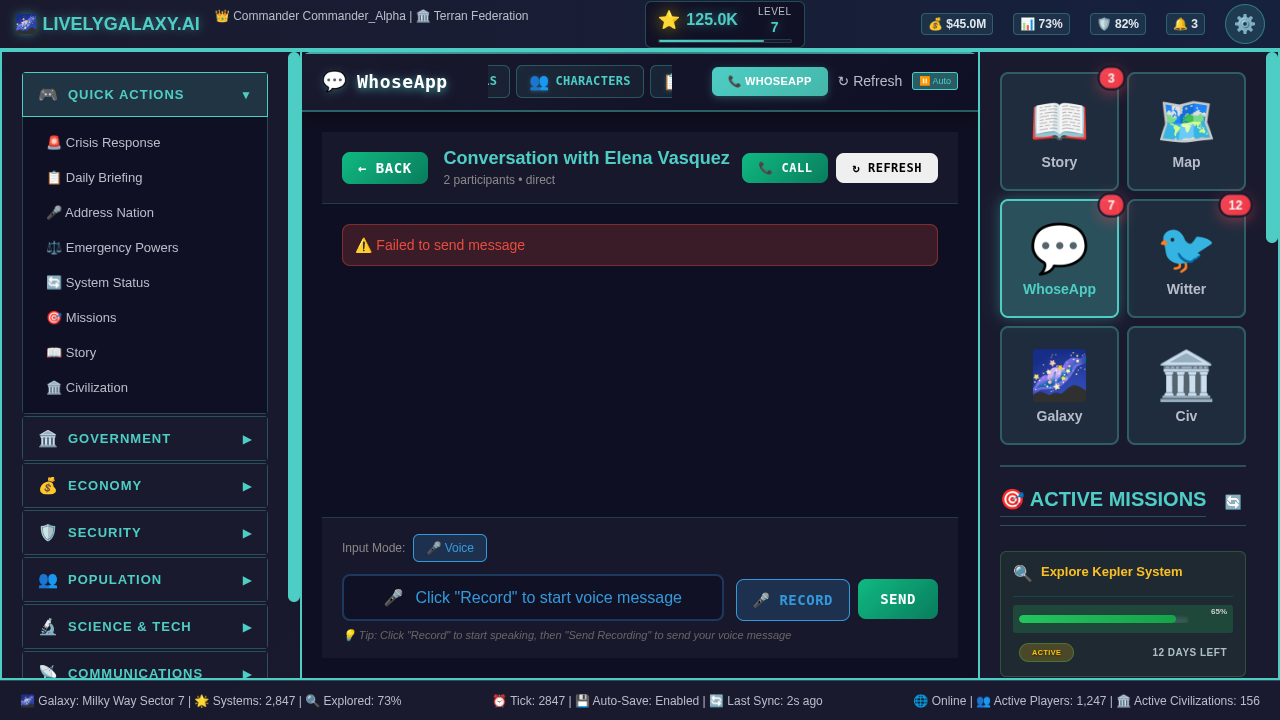 🌌 LIVELYGALAXY.AI
👑 Commander Commander_Alpha | 🏛️ Terran Federation
⭐ 125.0K
LEVEL
7
💰 $45.0M
📊 73%
🛡️ 82%
🔔 3
🎮 QUICK ACTIONS ▼
🚨 Crisis Response
📋 Daily Briefing
🎤 Address Nation
⚖️ Emergency Powers
🔄 System Status
🎯 Missions
📖 Story
🏛️ Civilization
🏛️ GOVERNMENT ▶
💰 ECONOMY ▶
🛡️ SECURITY ▶
👥 POPULATION ▶
🔬 SCIENCE & TECH ▶
📡 COMMUNICATIONS ▶
💬 WhoseApp
👥 CHARACTERS
📞 WHOSEAPP
↻ Refresh
⏸️ Auto
← BACK
Conversation with Elena Vasquez
2 participants • direct
📞 CALL
↻ REFRESH
⚠️ Failed to send message
Input Mode:
🎤 Voice
🎤 Click "Record" to start voice message
🎤 RECORD
SEND
💡 Tip: Click "Record" to start speaking, then "Send Recording" to send your voice message
3
Story
Map
7
WhoseApp
12
Witter
Galaxy
Civ
🎯 ACTIVE MISSIONS
🔍 Explore Kepler System
65%
ACTIVE
12 DAYS LEFT
🌌 Galaxy: Milky Way Sector 7 | 🌟 Systems: 2,847 | 🔍 Explored: 73%
⏰ Tick: 2847 | 💾 Auto-Save: Enabled | 🔄 Last Sync: 2s ago
🌐 Online | 👥 Active Players: 1,247 | 🏛️ Active Civilizations: 156